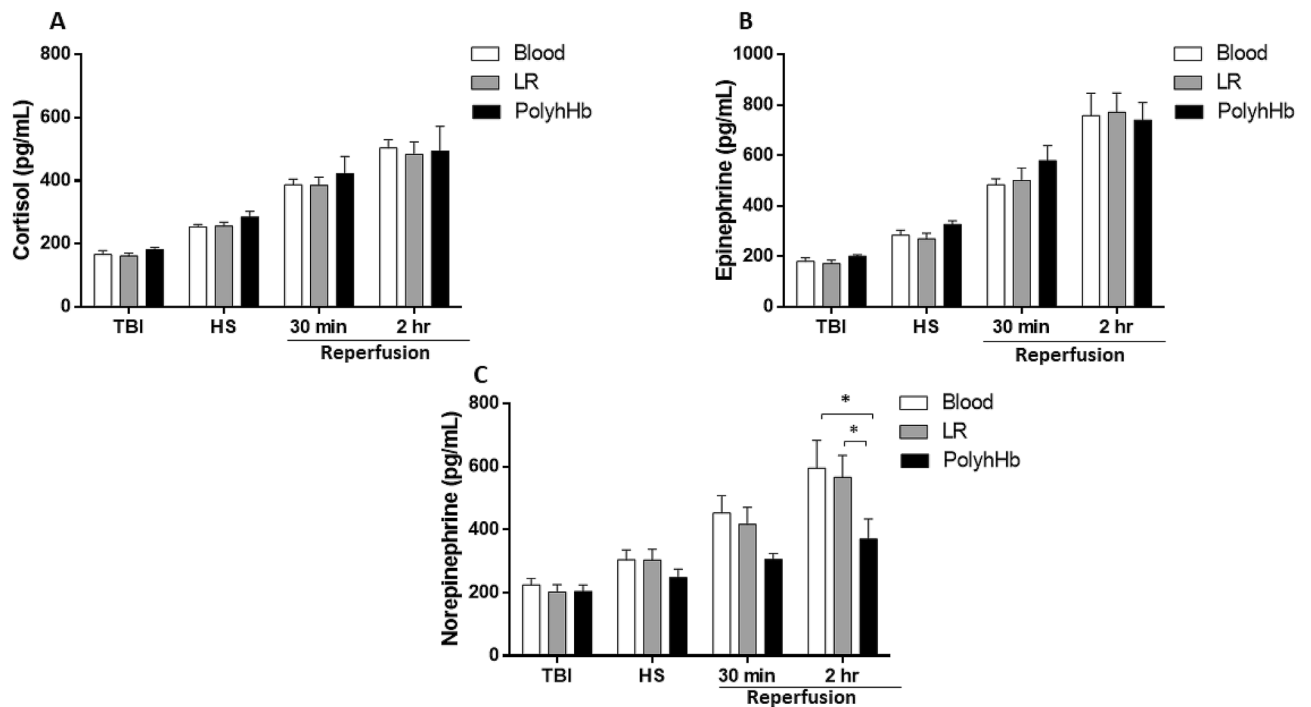 A
Cortisol (pg/mL)
800
600
400
200
0
Blood
LR
PolyhHb
TBI HS 30 min 2 hr
Reperfusion
B
Epinephrine (pg/mL)
1000
800
600
400
200
0
Blood
LR
PolyhHb
TBI HS 30 min 2 hr
Reperfusion
C
Norepinephrine (pg/mL)
800
600
400
200
0
*
*
Blood
LR
PolyhHb
TBI HS 30 min 2 hr
Reperfusion